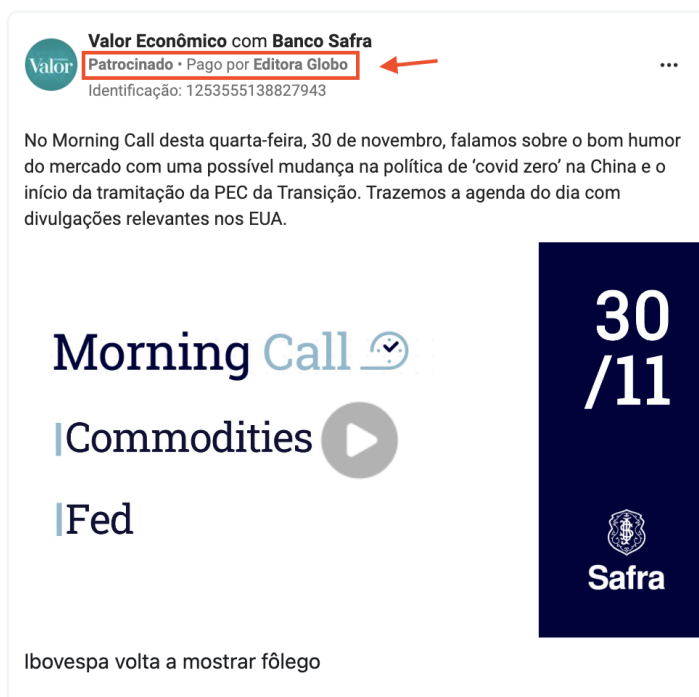 Valor Econômico com Banco Safra
Valor
Patrocinado • Pago por Editora Globo
Identificação: 1253555138827943
No Morning Call desta quarta-feira, 30 de novembro, falamos sobre o bom humor
do mercado com uma possível mudança na política de ‘covid zero’ na China e o
início da tramitação da PEC da Transição. Trazemos a agenda do dia com
divulgações relevantes nos EUA.
Morning Call
Commodities
Fed
30
/11
Safra
Ibovespa volta a mostrar fôlego